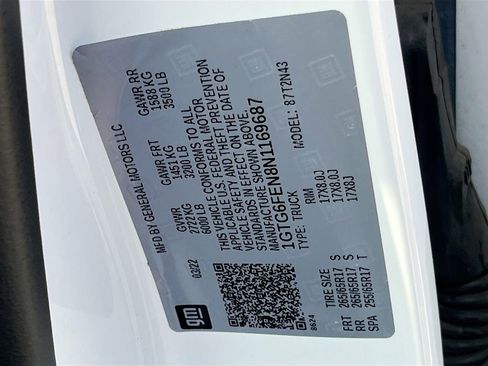 MFD BY GENERAL MOTORS LLC
03/22
GVWR
2722 KG
6000 LB
GAWR FRT
1451 KG
3200 LB
GAWR RR
1588 KG
3500 LB
THIS VEHICLE CONFORMS TO ALL
APPLICABLE U.S. FEDERAL MOTOR
VEHICLE SAFETY AND THEFT PREVENTION
STANDARDS IN EFFECT ON THE DATE OF
MANUFACTURE SHOWN ABOVE.
1GTG6FEN8N1169687
TYPE: TRUCK
MODEL: 87T2N43
gm
8624
TIRE SIZE
RIM
FRT 265/65R17 S 17X8.0J
RR 265/65R17 S 17X8.0J
SPA 255/65R17 T 17X8J